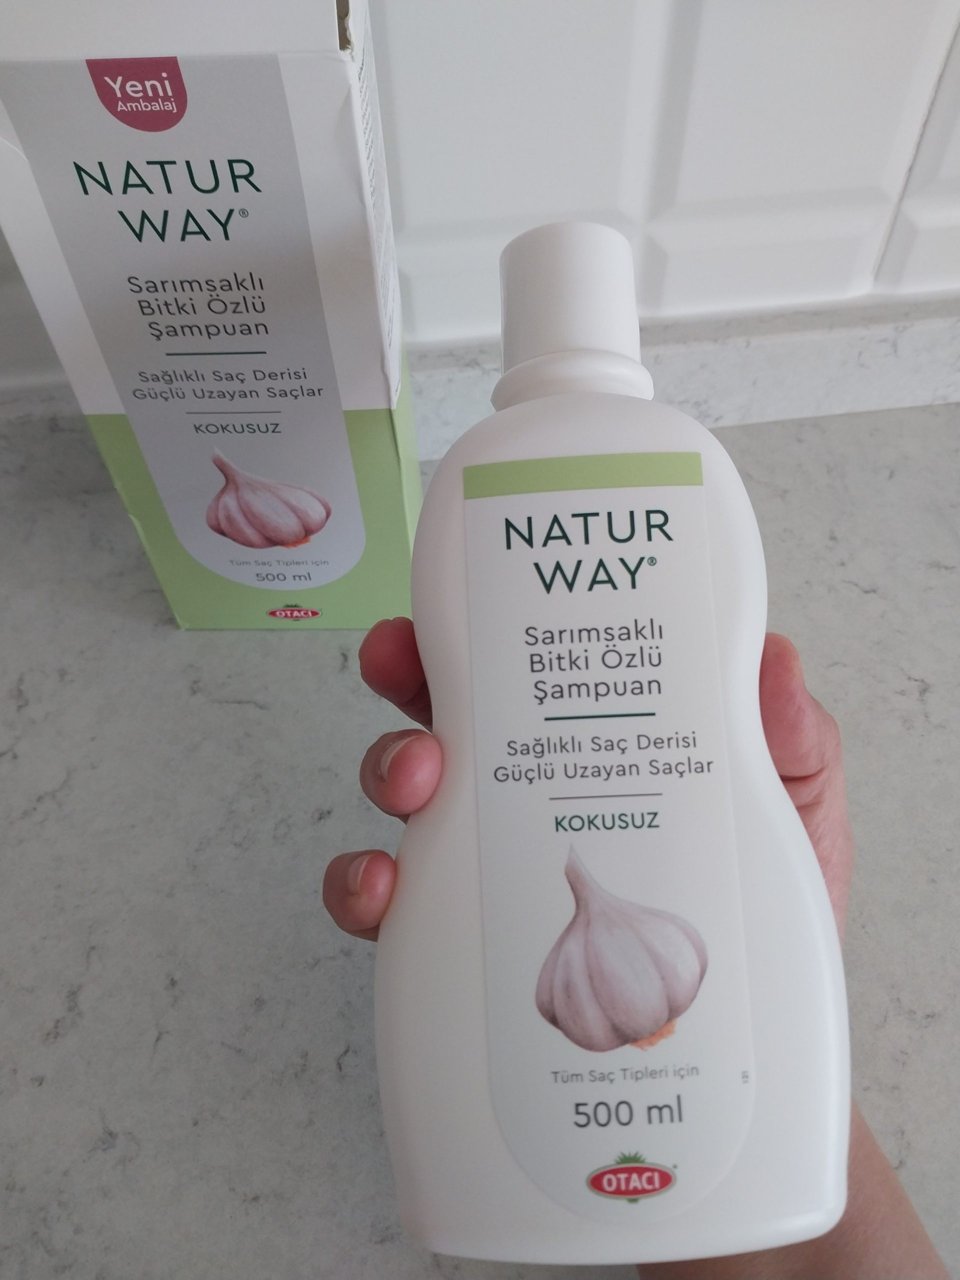 Yeni
Ambalaj
NATUR
WAY®
Sarımsaklı
Bitki Özlü
Şampuan
Sağlıklı Saç Derisi
Güçlü Uzayan Saçlar
KOKUSUZ
Tüm Saç Tipleri için
500 ml
OTACI
NATUR
WAY®
Sarımsaklı
Bitki Özlü
Şampuan
Sağlıklı Saç Derisi
Güçlü Uzayan Saçlar
KOKUSUZ
Tüm Saç Tipleri için
500 ml
OTACI